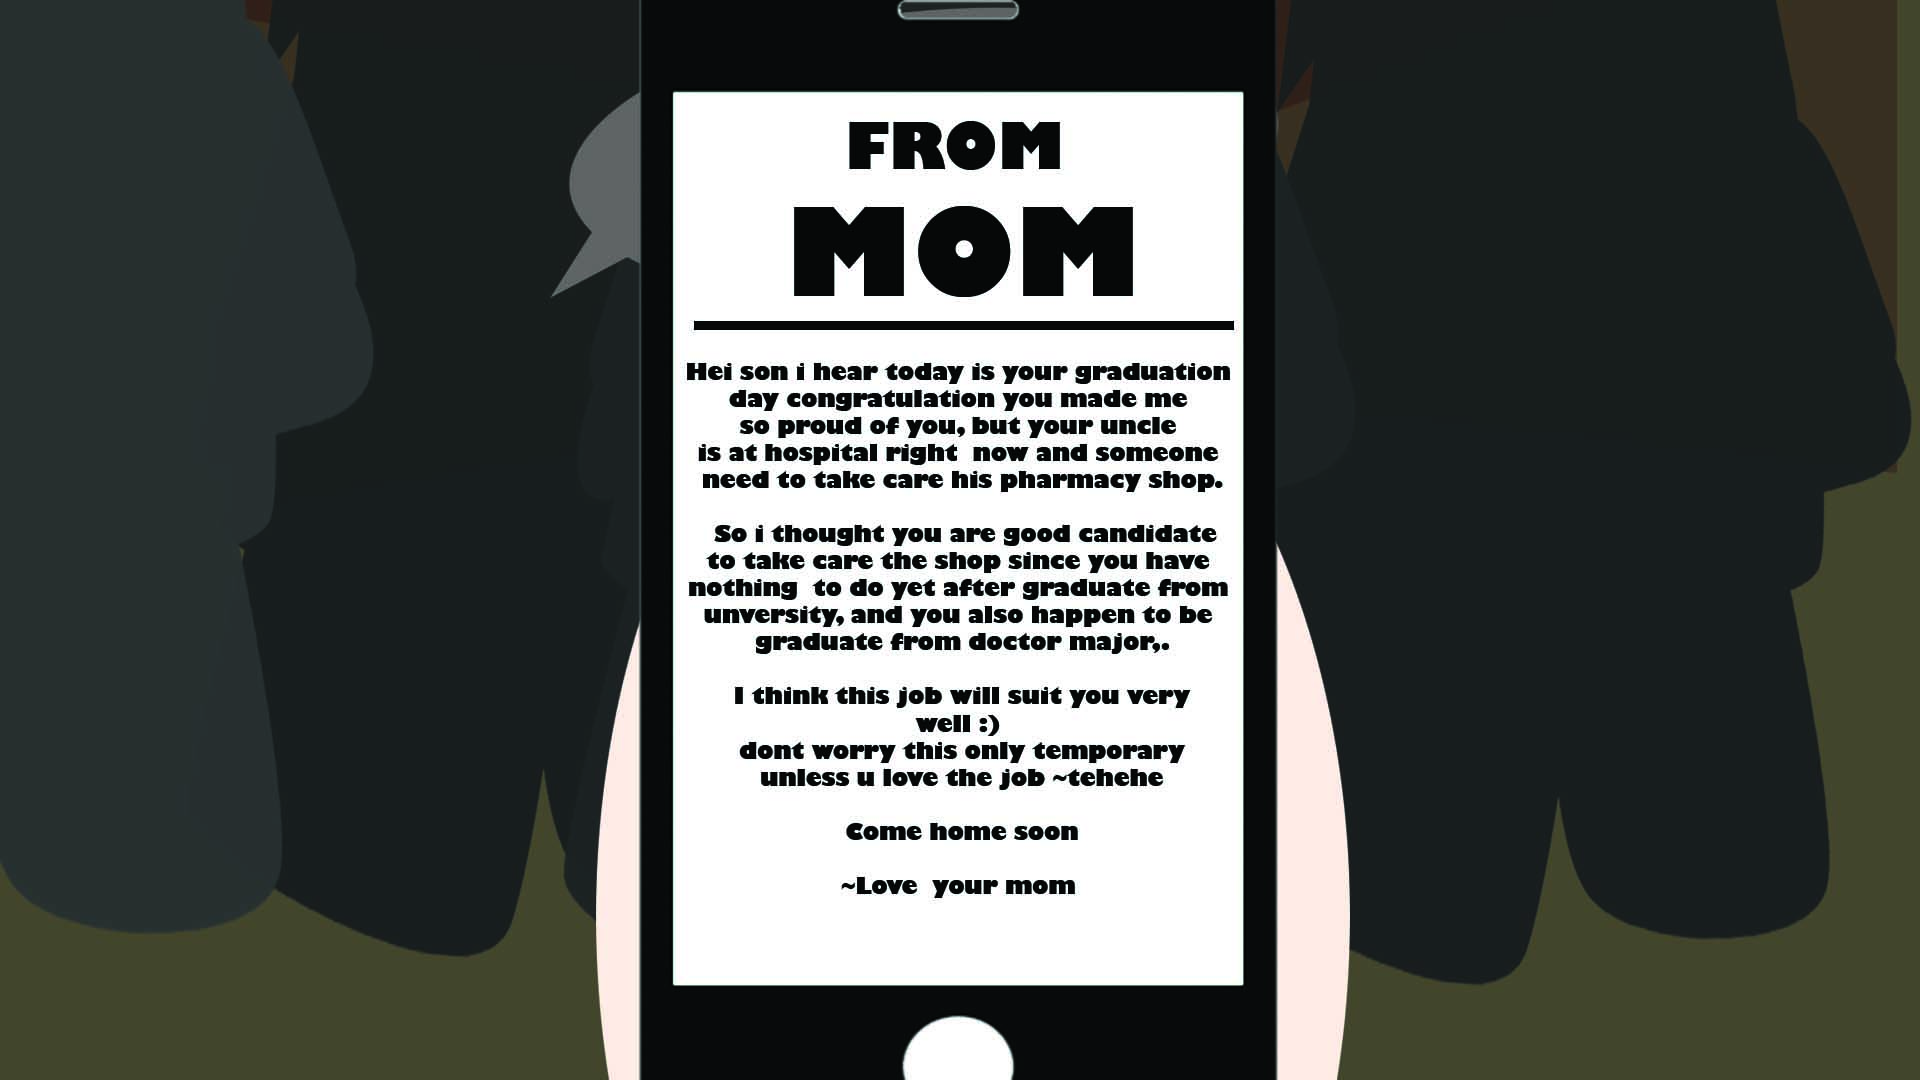 FROM
MOM
Hei son i hear today is your graduation
day congratulation you made me
so proud of you, but your uncle
is at hospital right  now and someone
need to take care his pharmacy shop.
So i thought you are good candidate
to take care the shop since you have
nothing  to do yet after graduate from
unversity, and you also happen to be
graduate from doctor major,.
I think this job will suit you very
well :)
dont worry this only temporary
unless u love the job ~tehehe
Come home soon
~Love  your mom